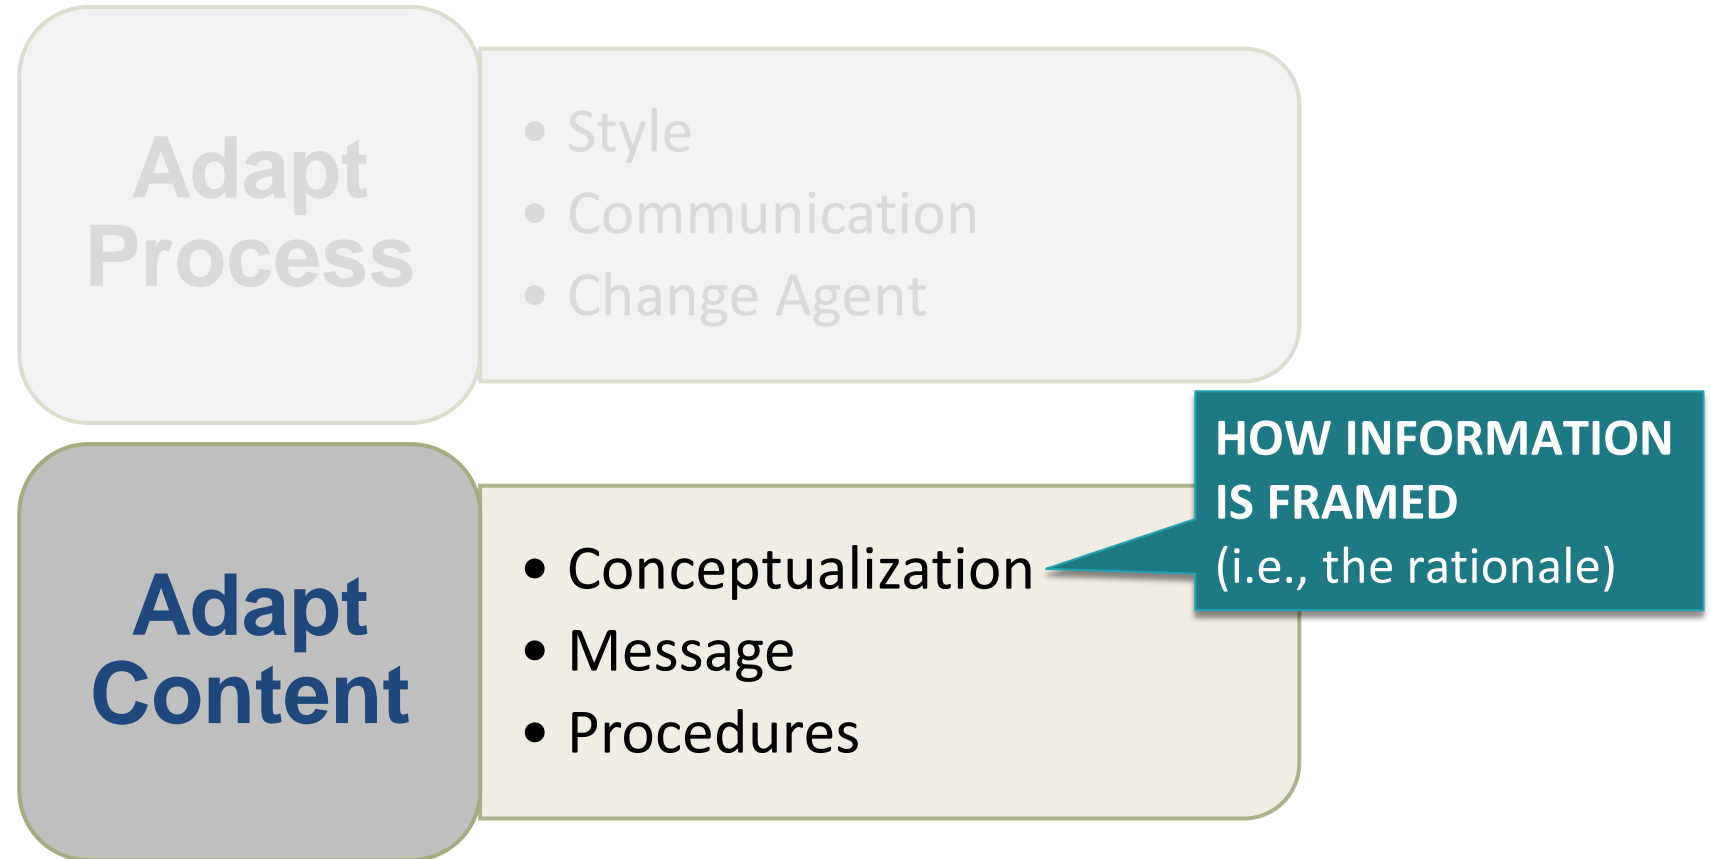 Adapt
Process
• Style
• Communication
• Change Agent
Adapt
Content
• Conceptualization
• Message
• Procedures
HOW INFORMATION
IS FRAMED
(i.e., the rationale)